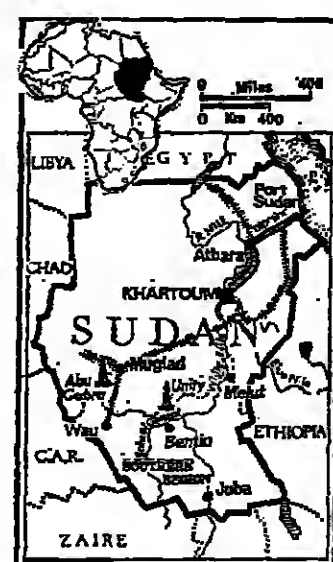 0 Miles 400
0 Km 400
LIBYA
EGYPT
Port Sudan
R. Nile
Atbara
CHAD
KHARTOUM
SUDAN
Muglad
Abu Gabra
Unity
Melut
Wau
Bentiu
ETHIOPIA
C.A.R.
SOUTHERN REGION
Juba
ZAIRE